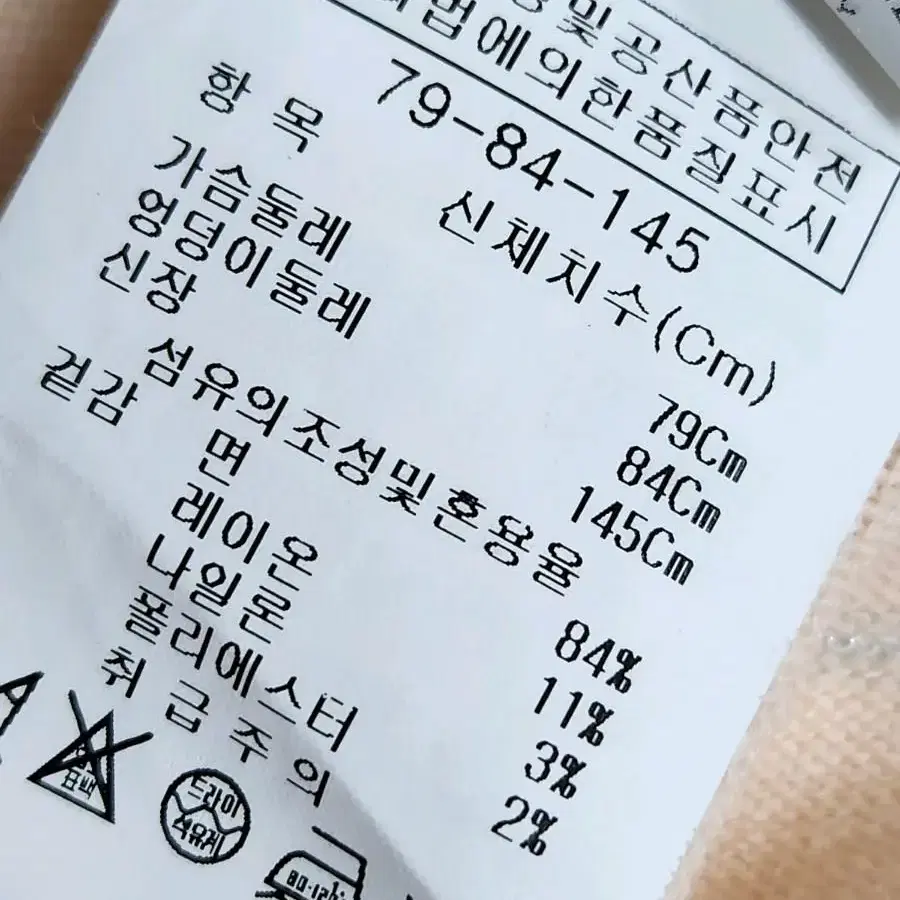 및공산품안전
법에의한품질표시
79-84-145
항 목 신체치수(Cm)
가슴둘레 79Cm
엉덩이둘레 84Cm
신장 145Cm
섬유의조성및혼용율
겉감
면 84%
레이온 11%
나일론 3%
폴리에스터 2%
취 급 주 의
표백
드라이
석유계